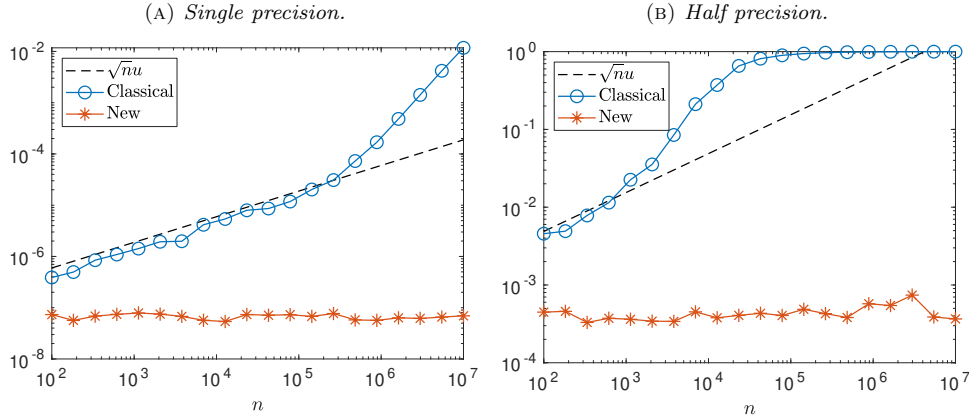 (A) Single precision.
10^-2
10^-4
10^-6
10^-8
10^2
10^3
10^4
10^5
10^6
10^7
n
√nu
Classical
New
(B) Half precision.
10^0
10^-1
10^-2
10^-3
10^-4
10^2
10^3
10^4
10^5
10^6
10^7
n
√nu
Classical
New